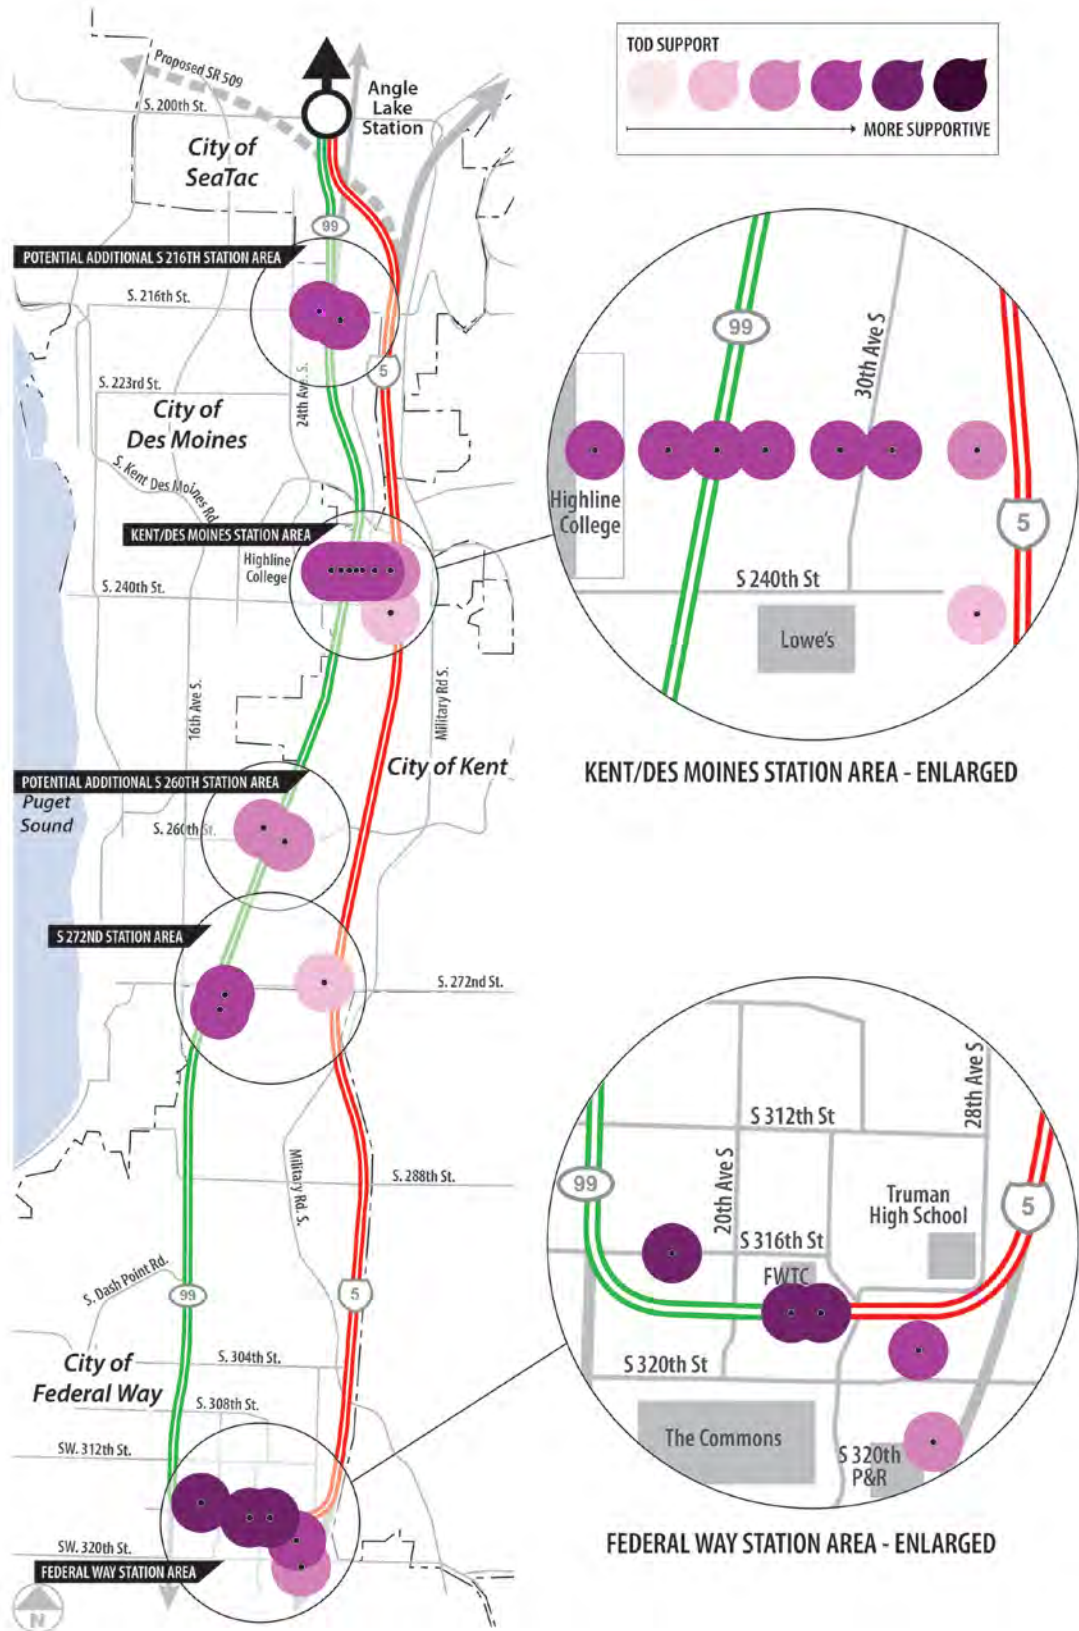 Proposed SR 509
S. 200th St.
Angle
Lake
Station
City of
SeaTac
99
POTENTIAL ADDITIONAL S 216TH STATION AREA
S. 216th St.
5
24th Ave. S.
S. 223rd St.
City of
Des Moines
S. Kent Des Moines Rd.
KENT/DES MOINES STATION AREA
Highline
College
S. 240th St.
16th Ave S.
Military Rd S.
City of Kent
POTENTIAL ADDITIONAL S 260TH STATION AREA
Puget
Sound
S. 260th St.
S 272ND STATION AREA
S. 272nd St.
Military Rd. S.
S. 288th St.
S. Dash Point Rd.
99
5
City of
Federal Way
S. 304th St.
S. 308th St.
SW. 312th St.
SW. 320th St.
FEDERAL WAY STATION AREA
N
TOD SUPPORT
MORE SUPPORTIVE
99
30th Ave S
Highline
College
5
S 240th St
Lowe's
KENT/DES MOINES STATION AREA - ENLARGED
28th Ave S
S 312th St
99
20th Ave S
Truman
High School
5
S 316th St
FWTC
S 320th St
The Commons
S 320th
P&R
FEDERAL WAY STATION AREA - ENLARGED